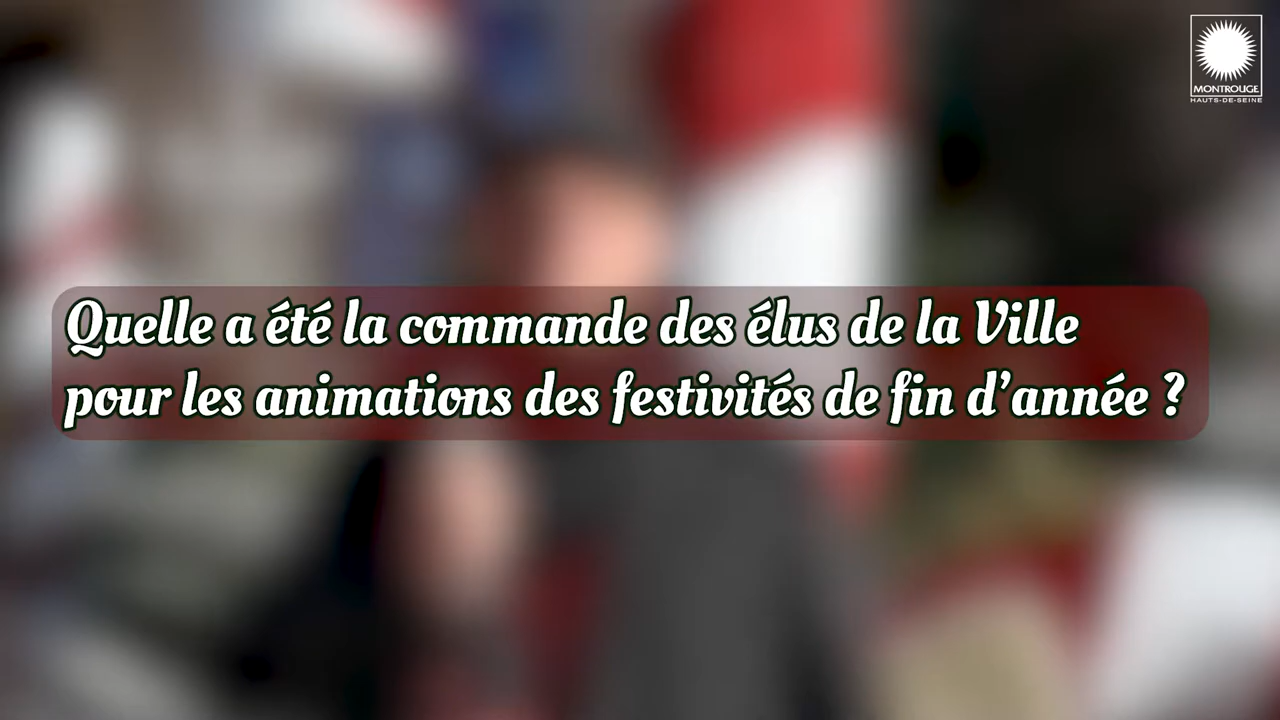 MONTROUGE
HAUTS-DE-SEINE
Quelle a été la commande des élus de la Ville
pour les animations des festivités de fin d’année ?